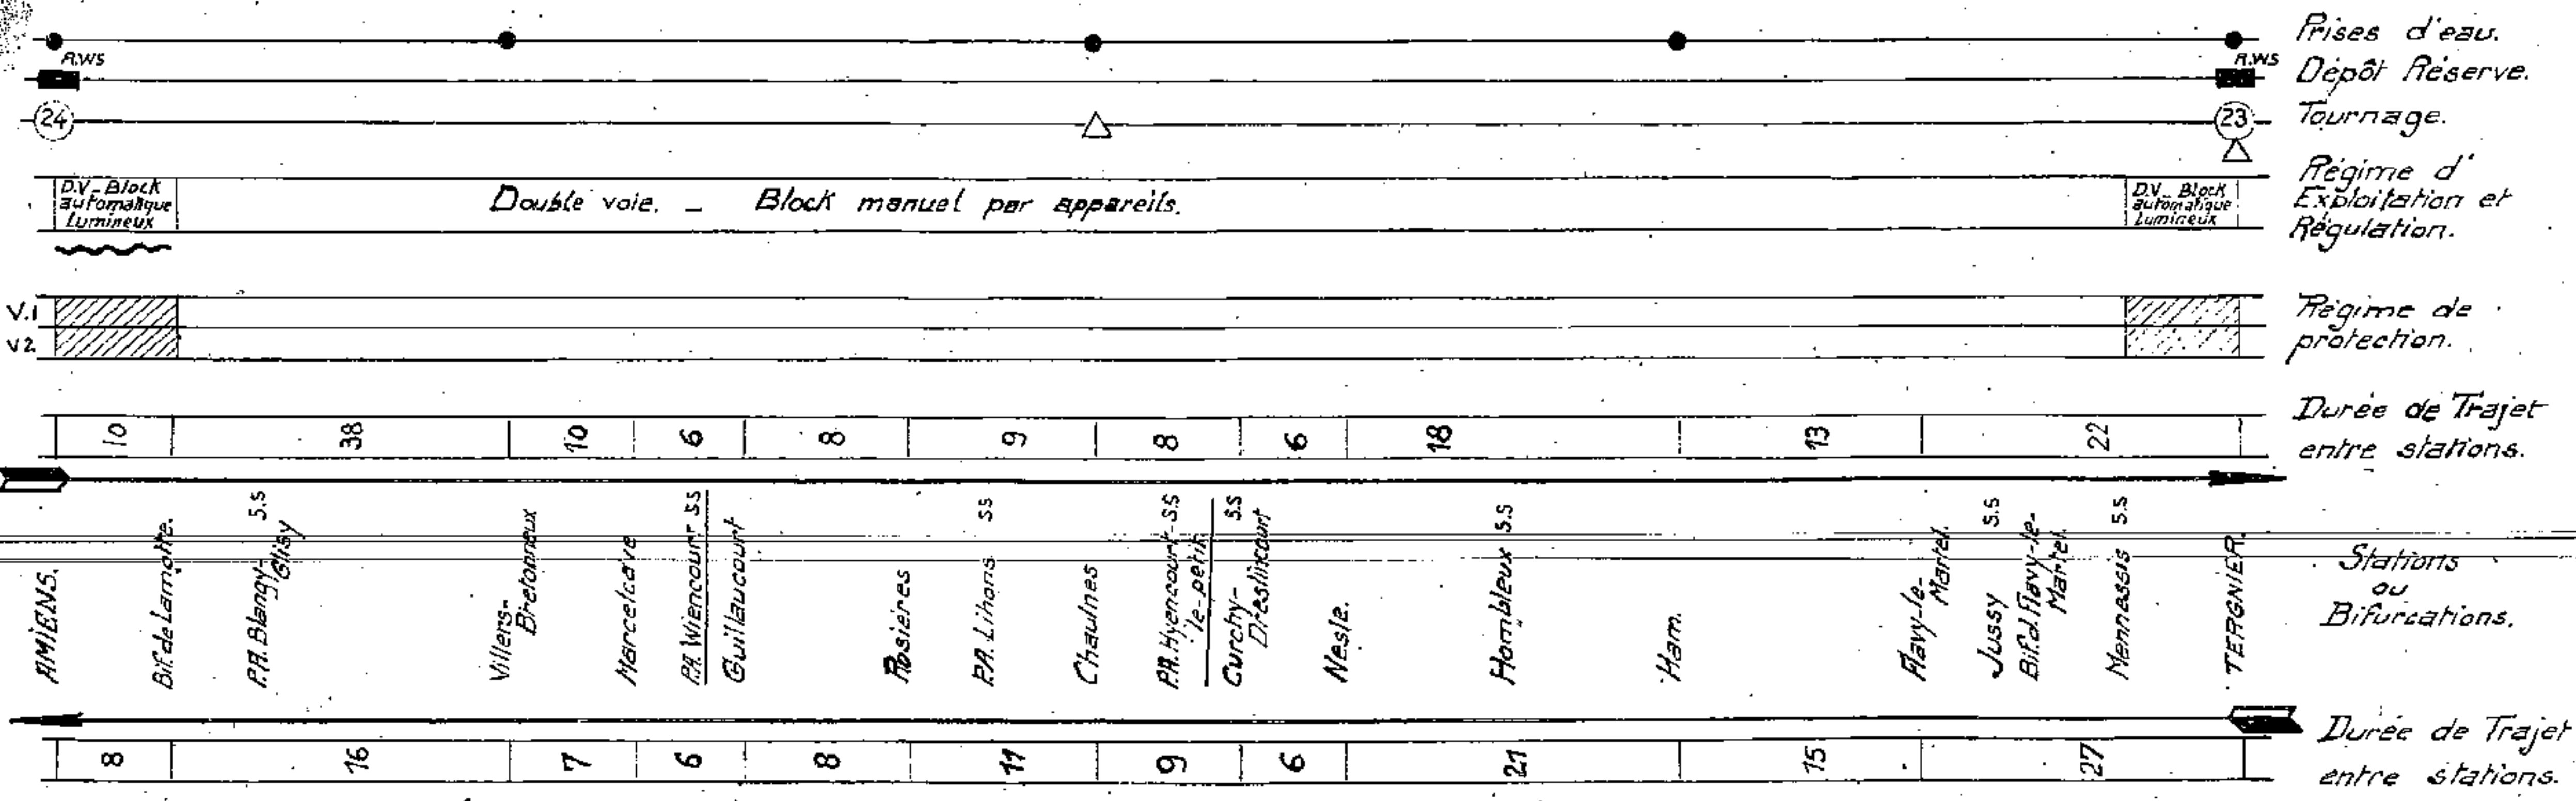 Prises d'eau.
R.WS
R.WS
Dépôt Réserve.
24
23
Tournage.
D.V_Block
automatique
Lumineux
Double voie. _ Block manuel par appareils.
D.V_Block
automatique
Lumineux
Régime d'
Exploitation et
Régulation.
V.1
V2
Régime de
protection.
10
38
10
6
8
9
8
6
18
13
22
Durée de Trajet
entre stations.
AMIENS.
Bif. de Lamotte.
P.A. Blangy-
Glisy
s.s
Villers-
Bretonneux
Marcelcave
P.A. Wiencourt s.s
Guillaucourt
Rosières
P.A. Lihons
s.s
Chaulnes
P.A. Hyencourt-s.s
le-petit
Curchy-
Dreslincourt
s.s
Nesle.
Hombleux s.s
Ham.
Flavy-le-
Martel.
Jussy
s.s
Bif.d.Flavy-le-
Martel
Mennessis
s.s
TERGNIER.
Stations
ou
Bifurcations.
8
16
7
6
8
11
9
6
21
15
27
Durée de Trajet
entre stations.